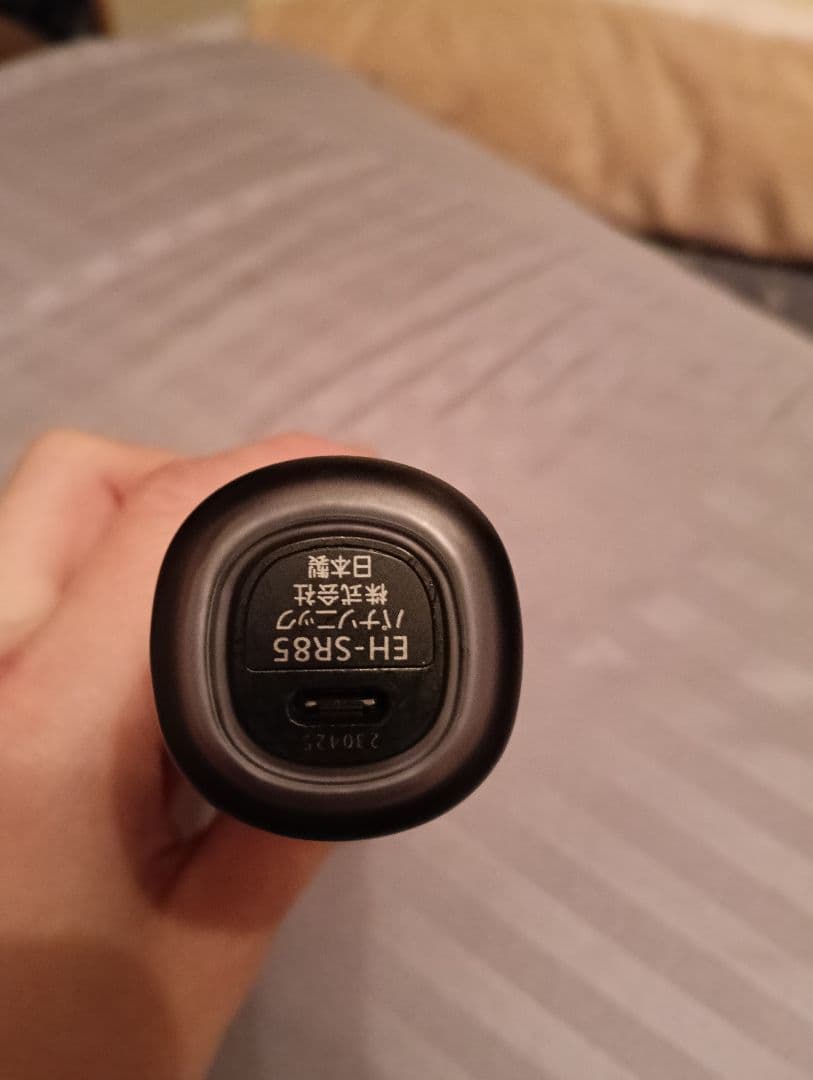 EH-SR85
パナソニック
株式会社
日本製
230425